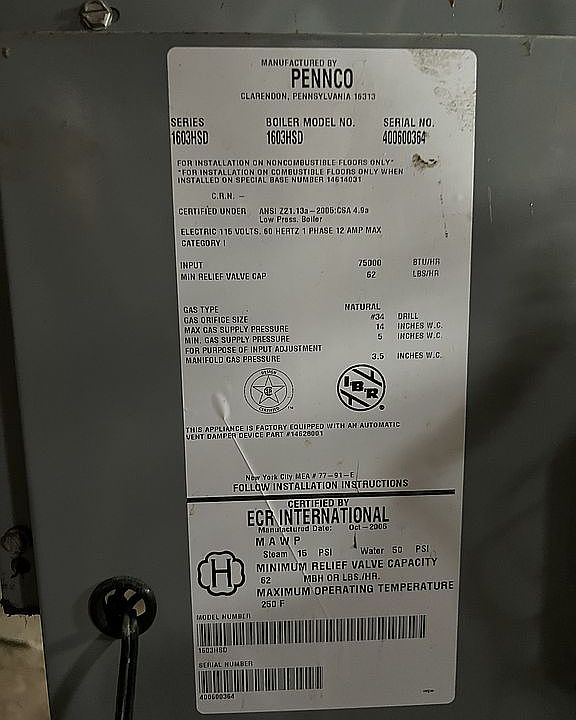 MANUFACTURED BY
PENNCO
CLARENDON, PENNSYLVANIA 16313
SERIES BOILER MODEL NO. SERIAL NO.
1603HSD 1603HSD 400600364
FOR INSTALLATION ON NONCOMBUSTIBLE FLOORS ONLY*
*FOR INSTALLATION ON COMBUSTIBLE FLOORS ONLY WHEN
INSTALLED ON SPECIAL BASE NUMBER 14614031
C.R.N. —
CERTIFIED UNDER ANSI Z21.13a-2005;CSA 4.9a
Low Press. Boiler
ELECTRIC 115 VOLTS, 60 HERTZ 1 PHASE 12 AMP MAX
CATEGORY I
INPUT 75000 BTU/HR
MIN RELIEF VALVE CAP 62 LBS/HR
GAS TYPE NATURAL
GAS ORIFICE SIZE #34 DRILL
MAX GAS SUPPLY PRESSURE 14 INCHES W.C.
MIN. GAS SUPPLY PRESSURE 5 INCHES W.C.
FOR PURPOSE OF INPUT ADJUSTMENT
MANIFOLD GAS PRESSURE 3.5 INCHES W.C.
DESIGN
CERTIFIED
IBR
THIS APPLIANCE IS FACTORY EQUIPPED WITH AN AUTOMATIC
VENT DAMPER DEVICE PART #14626001
New York City MEA # 77-91-E
FOLLOW INSTALLATION INSTRUCTIONS
CERTIFIED BY
ECR INTERNATIONAL
Manufactured Date: Oct-2006
M A W P
Steam 15 PSI Water 50 PSI
H
MINIMUM RELIEF VALVE CAPACITY
62 MBH OR LBS./HR.
MAXIMUM OPERATING TEMPERATURE
250 F
MODEL NUMBER
1603HSD
SERIAL NUMBER
400600364